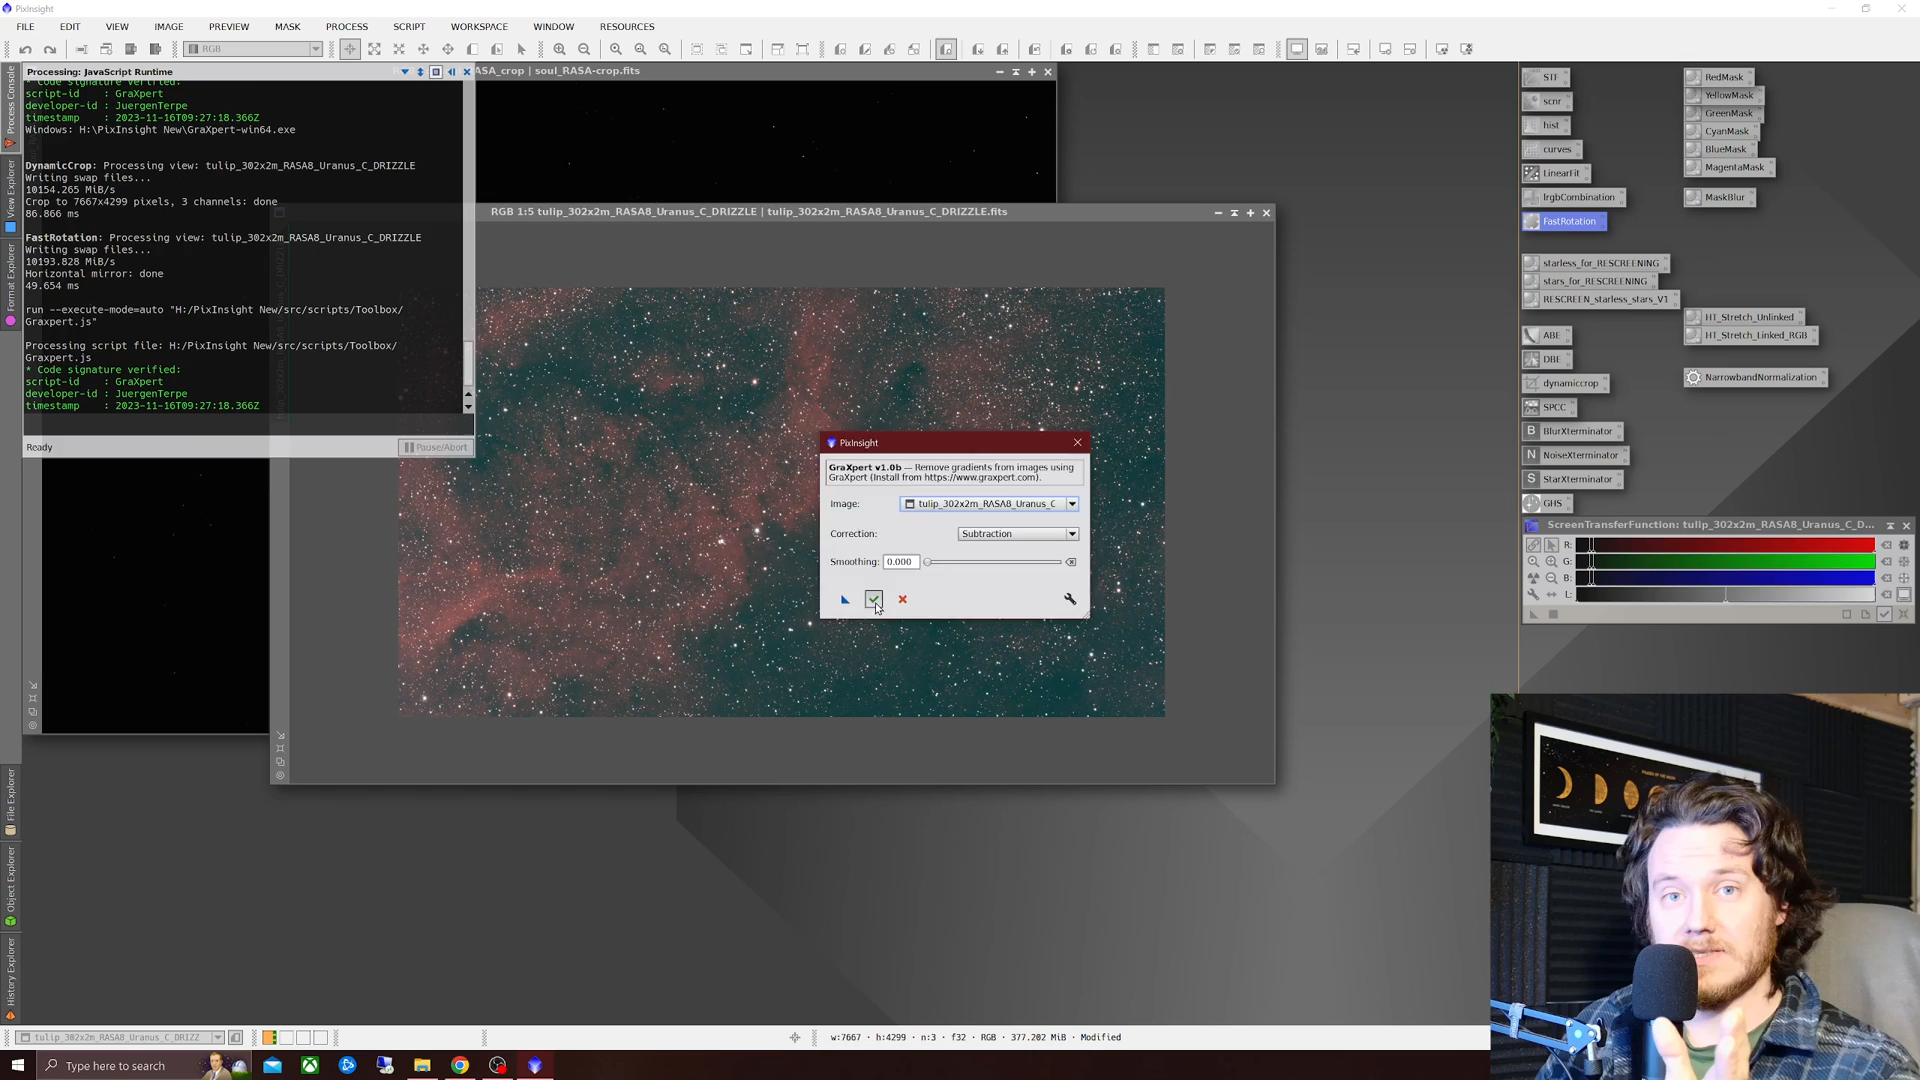 PixInsight
FILE EDIT VIEW IMAGE PREVIEW MASK PROCESS SCRIPT WORKSPACE WINDOW RESOURCES
RGB
Processing: JavaScript Runtime
ASA_crop | soul_RASA-crop.fits
* Code signature verified:
script-id : GraXpert
developer-id : JuergenTerpe
timestamp : 2023-11-16T09:27:18.366Z
Windows: H:\PixInsight New\GraXpert-win64.exe
DynamicCrop: Processing view: tulip_302x2m_RASA8_Uranus_C_DRIZZLE
Writing swap files...
10154.265 MiB/s
Crop to 7667x4299 pixels, 3 channels: done
86.866 ms
FastRotation: Processing view: tulip_302x2m_RASA8_Uranus_C_DRIZZLE
Writing swap files...
10193.828 MiB/s
Horizontal mirror: done
49.654 ms
run --execute-mode=auto "H:/PixInsight New/src/scripts/Toolbox/
Graxpert.js"
Processing script file: H:/PixInsight New/src/scripts/Toolbox/
Graxpert.js
* Code signature verified:
script-id : GraXpert
developer-id : JuergenTerpe
timestamp : 2023-11-16T09:27:18.366Z
Ready
Pause/Abort
Process Console
View Explorer
Format Explorer
File Explorer
Object Explorer
History Explorer
RGB 1:5 tulip_302x2m_RASA8_Uranus_C_DRIZZLE | tulip_302x2m_RASA8_Uranus_C_DRIZZLE.fits
PixInsight
GraXpert v1.0b — Remove gradients from images using
GraXpert (Install from https://www.graxpert.com).
Image: tulip_302x2m_RASA8_Uranus_C
Correction: Subtraction
Smoothing: 0.000
STF
scnr
hist
curves
LinearFit
lrgbCombination
FastRotation
starless_for_RESCREENING
stars_for_RESCREENING
RESCREEN_starless_stars_V1
ABE
DBE
dynamiccrop
SPCC
B BlurXterminator
N NoiseXterminator
S StarXterminator
GHS
RedMask
YellowMask
GreenMask
CyanMask
BlueMask
MagentaMask
MaskBlur
HT_Stretch_Unlinked
HT_Stretch_Linked_RGB
NarrowbandNormalization
ScreenTransferFunction: tulip_302x2m_RASA8_Uranus_C_D...
R:
G:
B:
L:
tulip_302x2m_RASA8_Uranus_C_DRIZZ
w:7667 · h:4299 · n:3 · f32 · RGB · 377.202 MiB · Modified
Type here to search